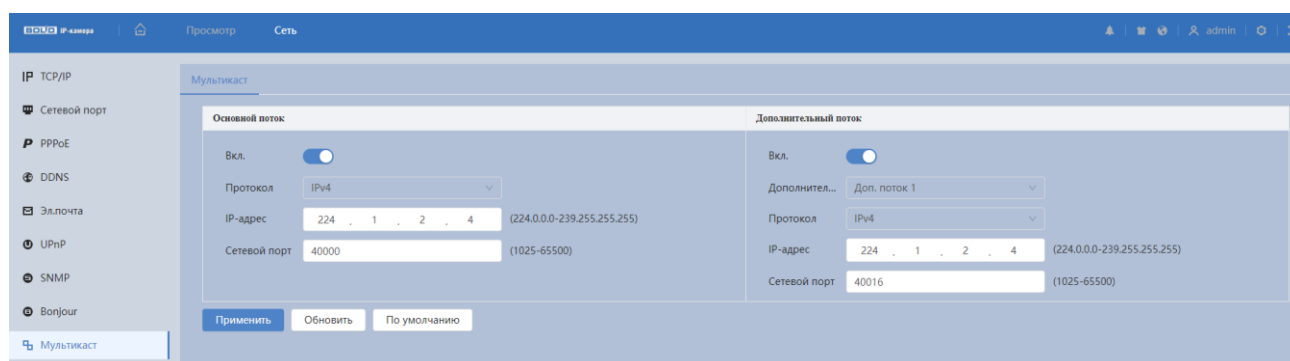 BOLID IP-камера
Просмотр
Сеть
admin
IP TCP/IP
Сетевой порт
P PPPoE
DDNS
Эл.почта
UPnP
SNMP
Bonjour
Мультикаст
Мультикаст
Основной поток
Вкл.
Протокол IPv4
IP-адрес 224 . 1 . 2 . 4 (224.0.0.0-239.255.255.255)
Сетевой порт 40000 (1025-65500)
Дополнительный поток
Вкл.
Дополнител... Доп. поток 1
Протокол IPv4
IP-адрес 224 . 1 . 2 . 4 (224.0.0.0-239.255.255.255)
Сетевой порт 40016 (1025-65500)
Применить Обновить По умолчанию